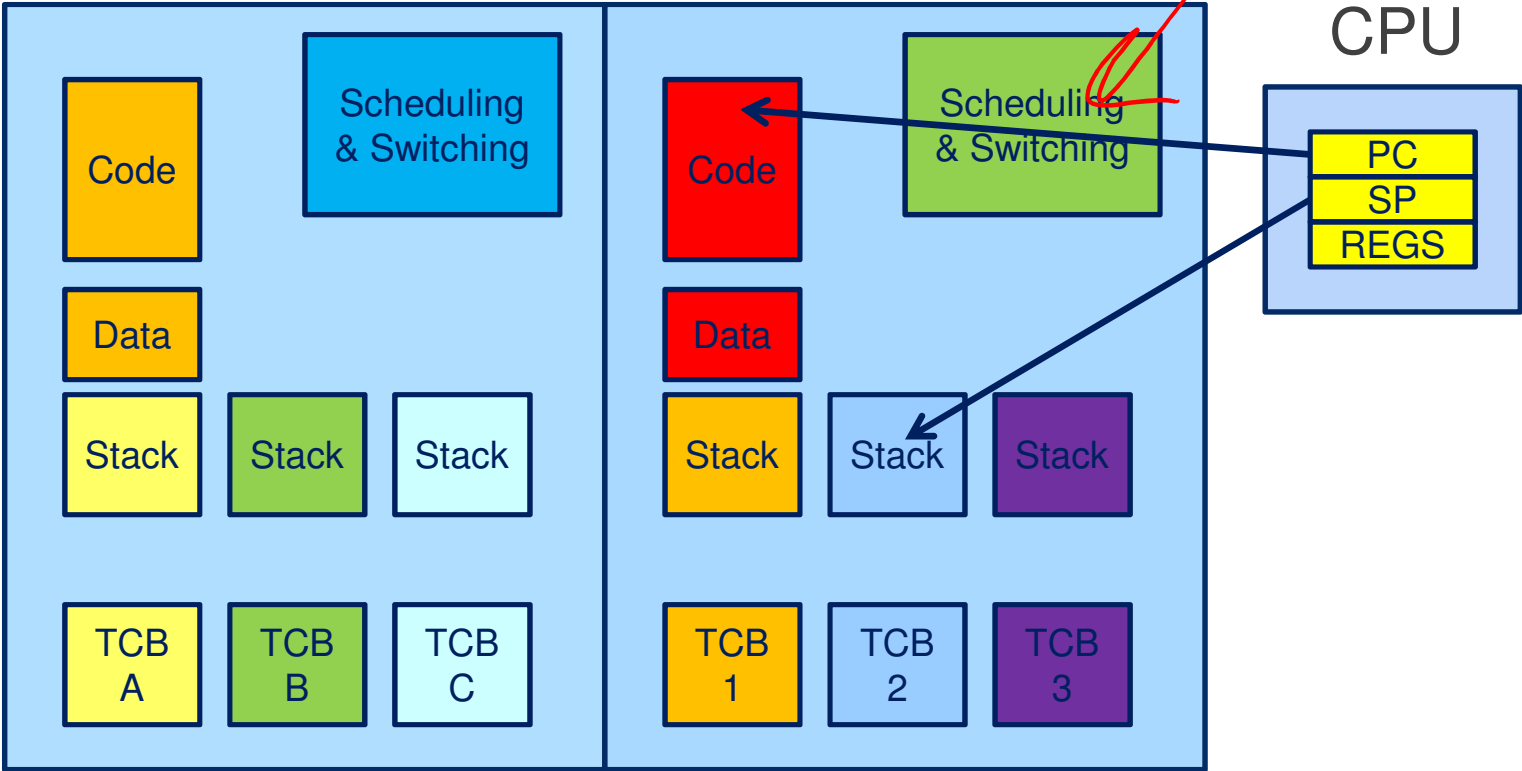 CPU
Scheduling
& Switching
Code
Data
Stack
Stack
Stack
TCB
A
TCB
B
TCB
C
Scheduling
& Switching
Code
Data
Stack
Stack
Stack
TCB
1
TCB
2
TCB
3
PC
SP
REGS